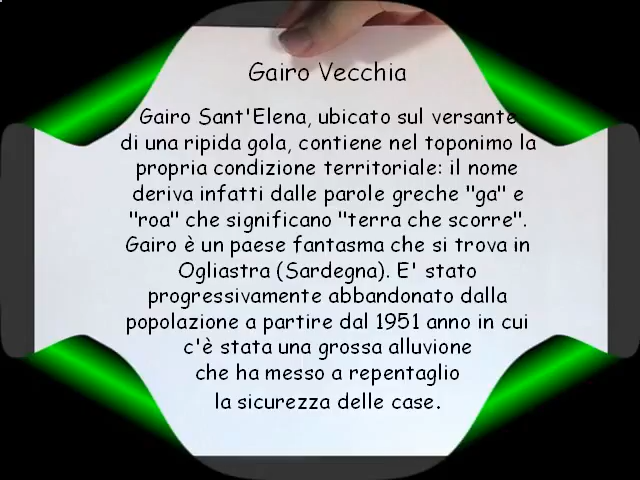 Gairo Vecchia
Gairo Sant'Elena, ubicato sul versante
di una ripida gola, contiene nel toponimo la
propria condizione territoriale: il nome
deriva infatti dalle parole greche "ga" e
"roa" che significano "terra che scorre".
Gairo è un paese fantasma che si trova in
Ogliastra (Sardegna). E' stato
progressivamente abbandonato dalla
popolazione a partire dal 1951 anno in cui
c'è stata una grossa alluvione
che ha messo a repentaglio
la sicurezza delle case.